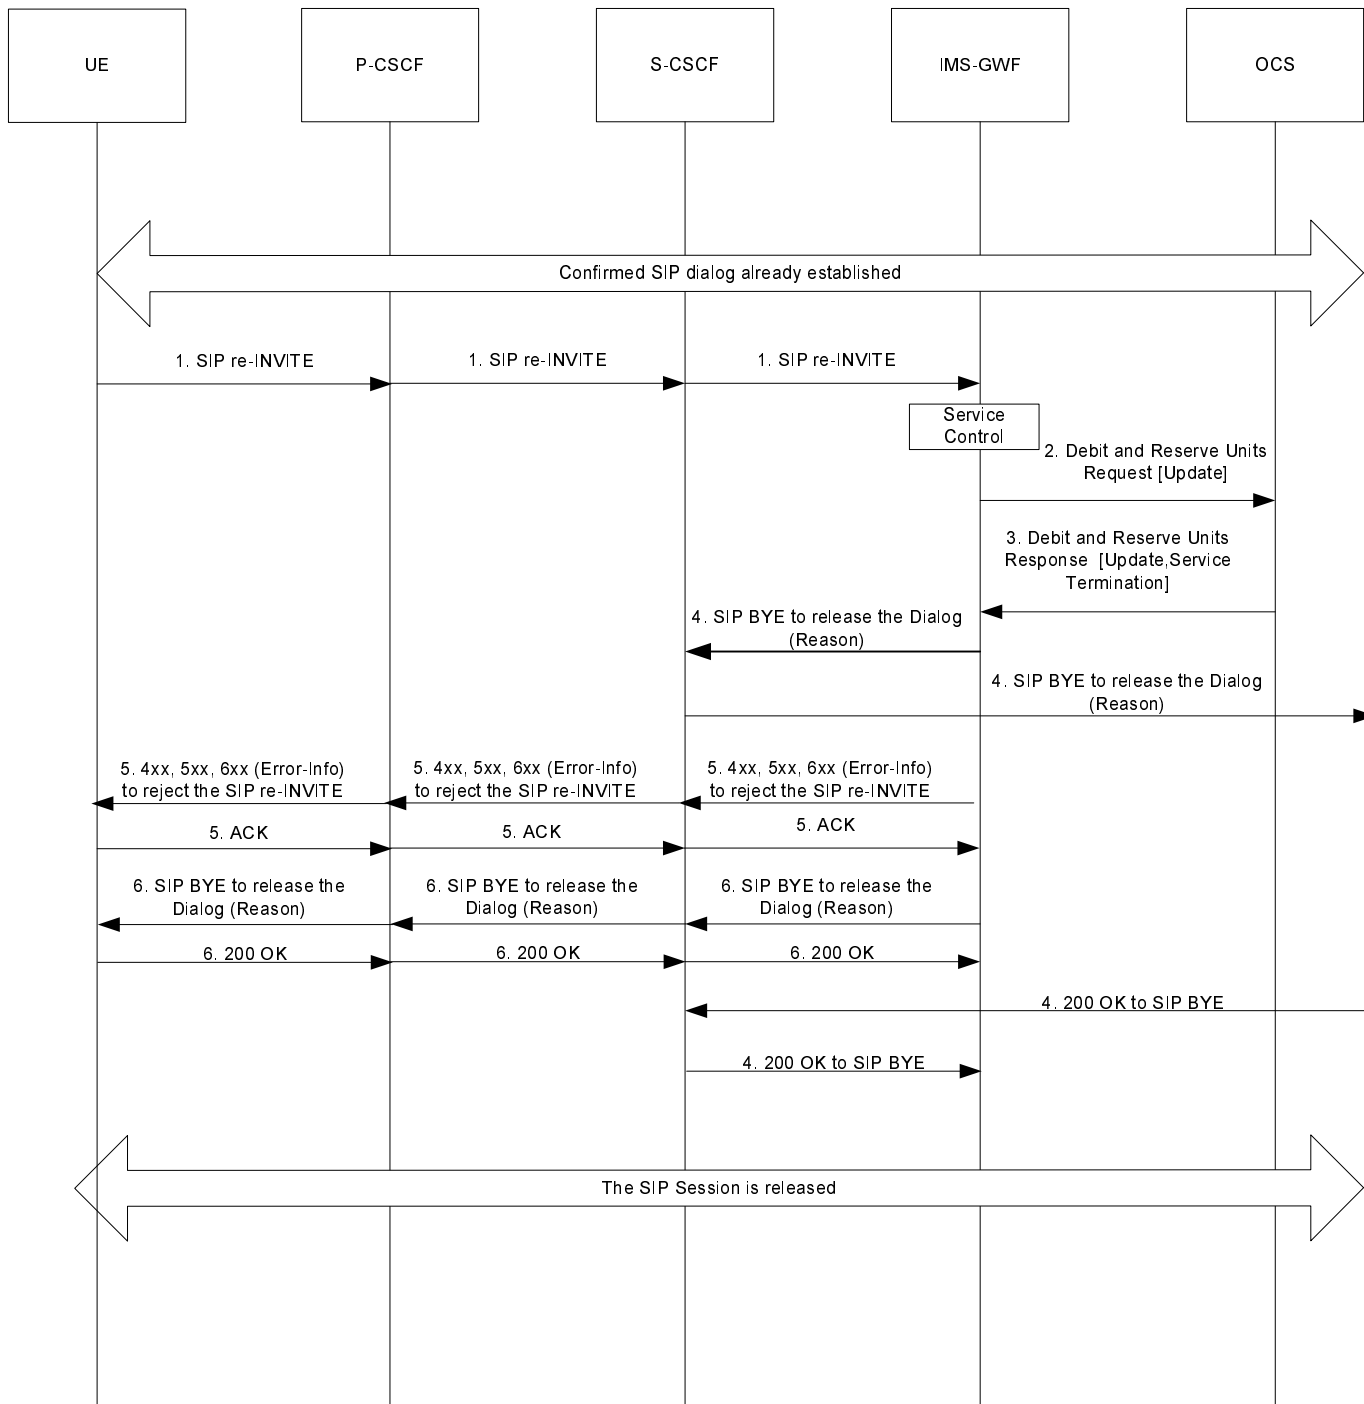 UE
P-CSCF
S-CSCF
IMS-GWF
OCS
Confirmed SIP dialog already established
1. SIP re-INVITE
1. SIP re-INVITE
1. SIP re-INVITE
Service
Control
2. Debit and Reserve Units
Request [Update]
3. Debit and Reserve Units
Response [Update,Service
Termination]
4. SIP BYE to release the Dialog
(Reason)
4. SIP BYE to release the Dialog
(Reason)
5. 4xx, 5xx, 6xx (Error-Info)
to reject the SIP re-INVITE
5. 4xx, 5xx, 6xx (Error-Info)
to reject the SIP re-INVITE
5. 4xx, 5xx, 6xx (Error-Info)
to reject the SIP re-INVITE
5. ACK
5. ACK
5. ACK
6. SIP BYE to release the
Dialog (Reason)
6. SIP BYE to release the
Dialog (Reason)
6. SIP BYE to release the
Dialog (Reason)
6. 200 OK
6. 200 OK
6. 200 OK
4. 200 OK to SIP BYE
4. 200 OK to SIP BYE
The SIP Session is released